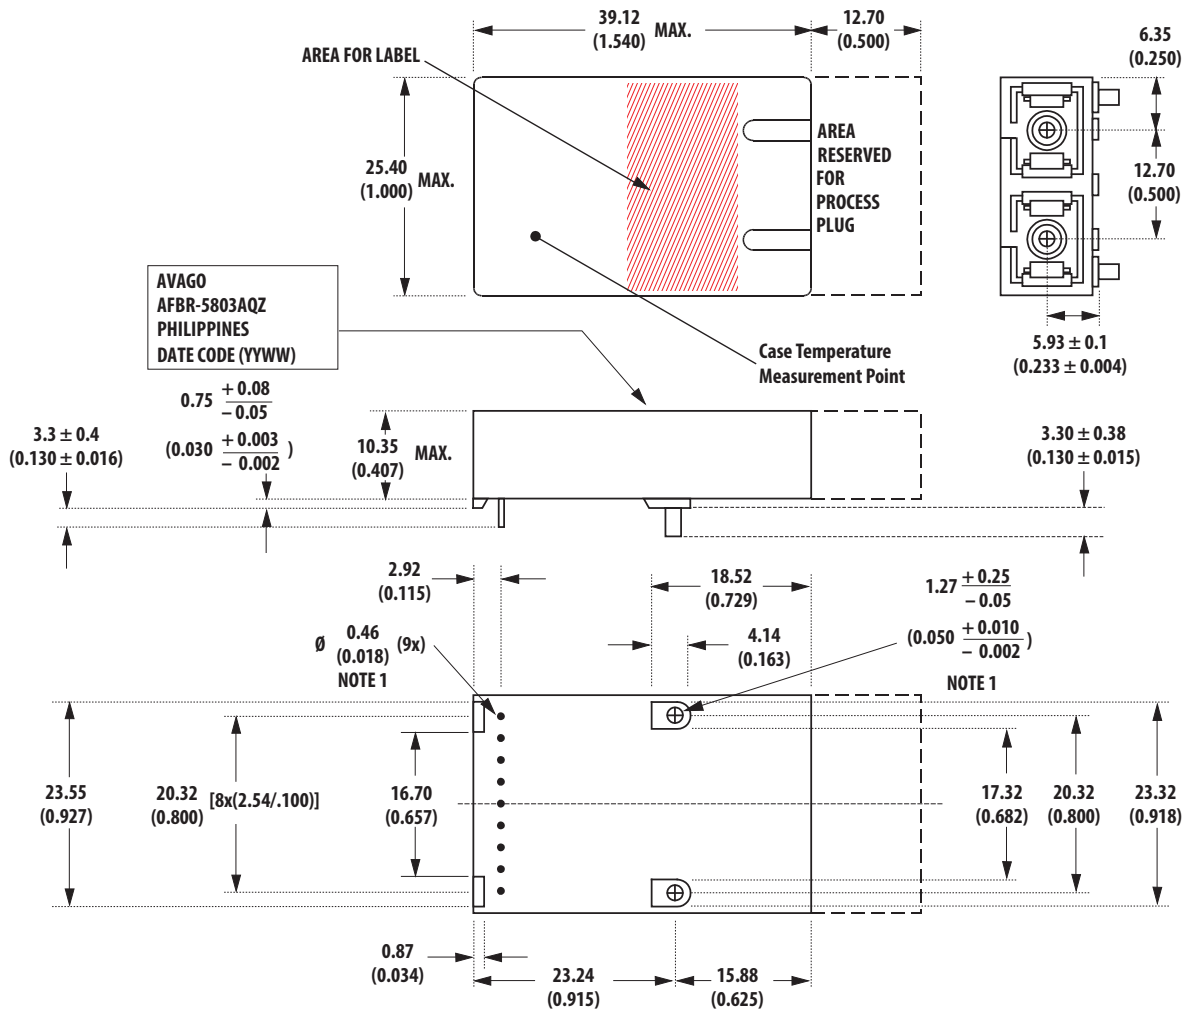 39.12
(1.540)
MAX.
12.70
(0.500)
6.35
(0.250)
AREA FOR LABEL
25.40
(1.000)
MAX.
AREA
RESERVED
FOR
PROCESS
PLUG
12.70
(0.500)
AVAGO
AFBR-5803AQZ
PHILIPPINES
DATE CODE (YYWW)
Case Temperature
Measurement Point
5.93 ± 0.1
(0.233 ± 0.004)
0.75 + 0.08
– 0.05
(0.030 + 0.003
– 0.002 )
3.3 ± 0.4
(0.130 ± 0.016)
10.35
(0.407)
MAX.
3.30 ± 0.38
(0.130 ± 0.015)
2.92
(0.115)
18.52
(0.729)
1.27 + 0.25
– 0.05
(0.050 + 0.010
– 0.002 )
NOTE 1
Ø 0.46
(0.018) (9x)
NOTE 1
4.14
(0.163)
23.55
(0.927)
20.32
(0.800)
[8x(2.54/.100)]
16.70
(0.657)
17.32
(0.682)
20.32
(0.800)
23.32
(0.918)
0.87
(0.034)
23.24
(0.915)
15.88
(0.625)